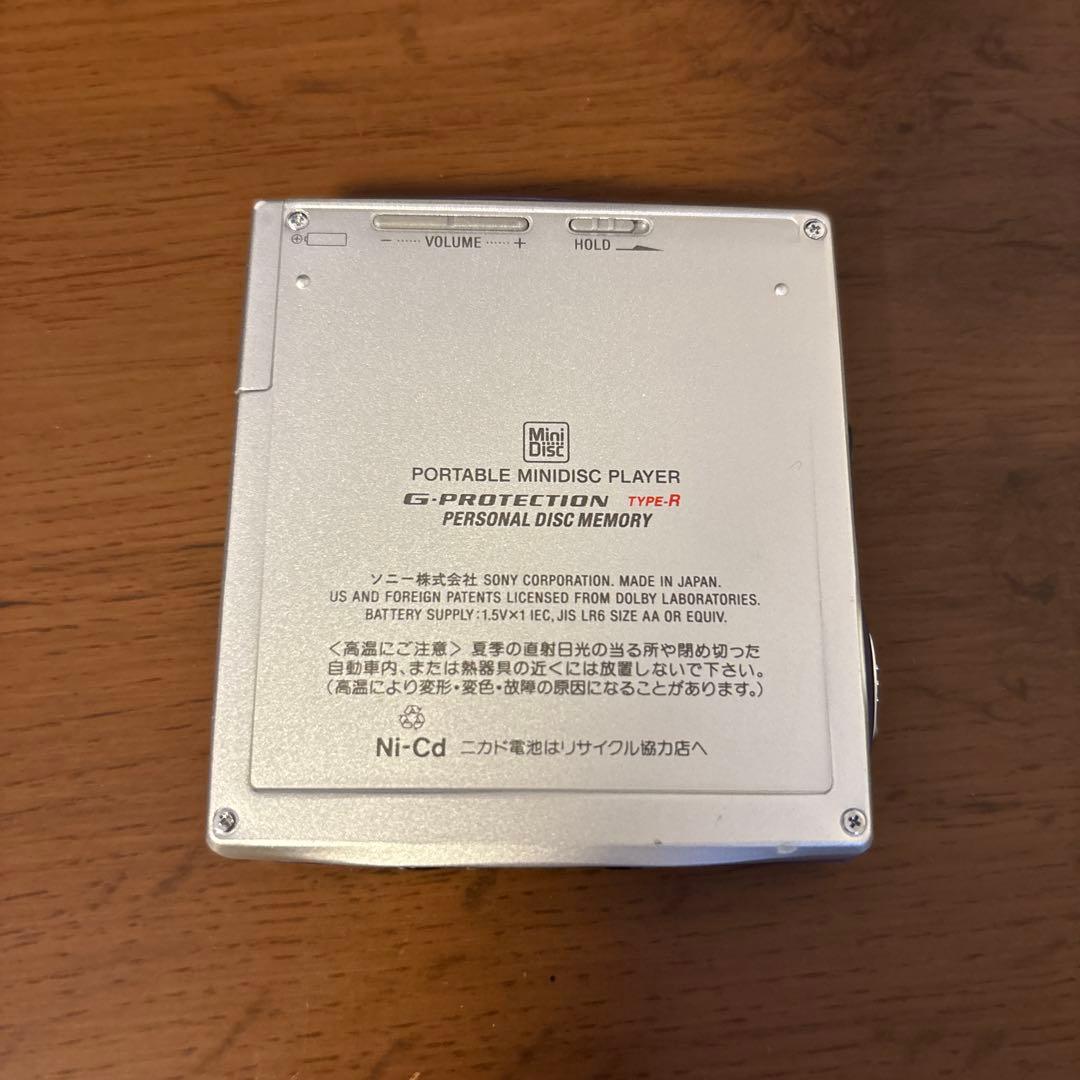 − ······ VOLUME ······ +
HOLD
Mini
Disc
PORTABLE MINIDISC PLAYER
G-PROTECTION TYPE-R
PERSONAL DISC MEMORY
ソニー株式会社 SONY CORPORATION. MADE IN JAPAN.
US AND FOREIGN PATENTS LICENSED FROM DOLBY LABORATORIES.
BATTERY SUPPLY:1.5V×1 IEC, JIS LR6 SIZE AA OR EQUIV.
<高温にご注意> 夏季の直射日光の当る所や閉め切った
自動車内、または熱器具の近くには放置しないで下さい。
(高温により変形・変色・故障の原因になることがあります。)
Ni-Cd ニカド電池はリサイクル協力店へ